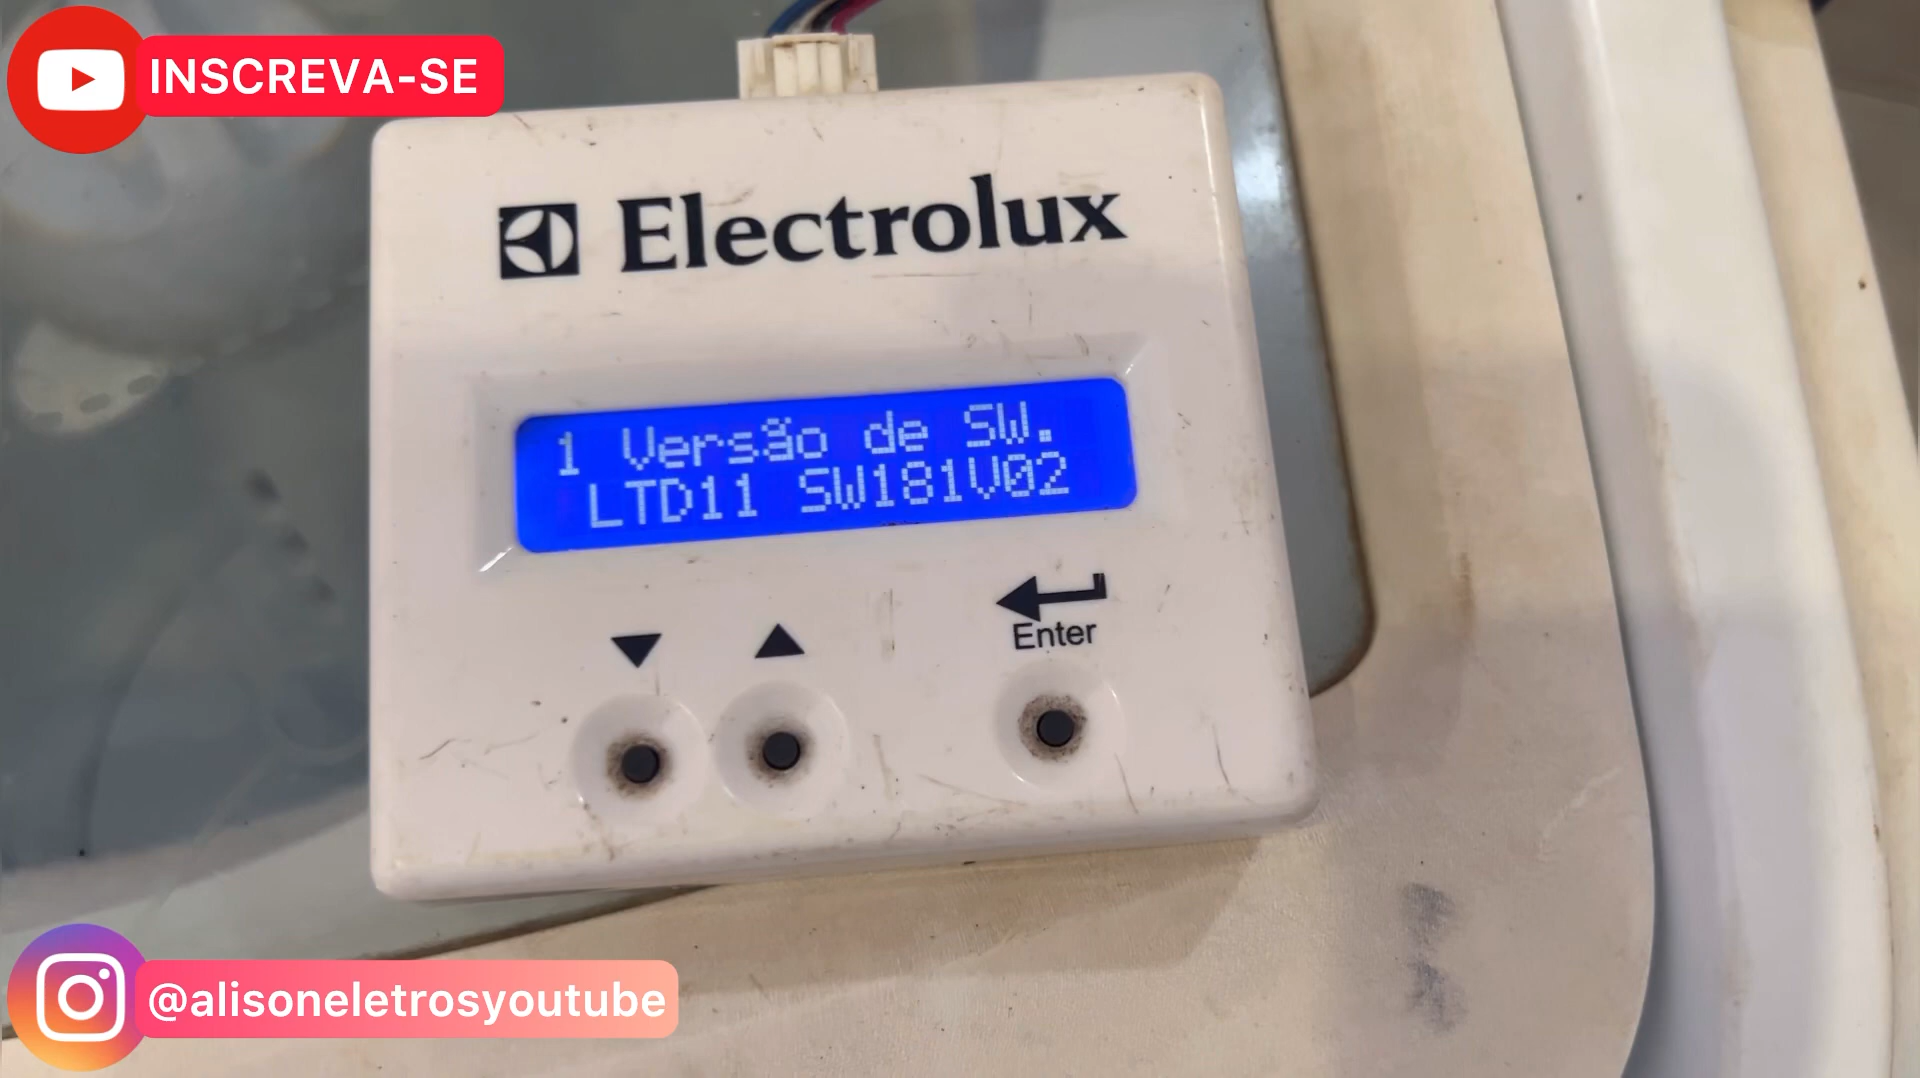 INSCREVA-SE
Electrolux
1 Versão de SW.
LTD11 SW181V02
Enter
@alisoneletrosyoutube